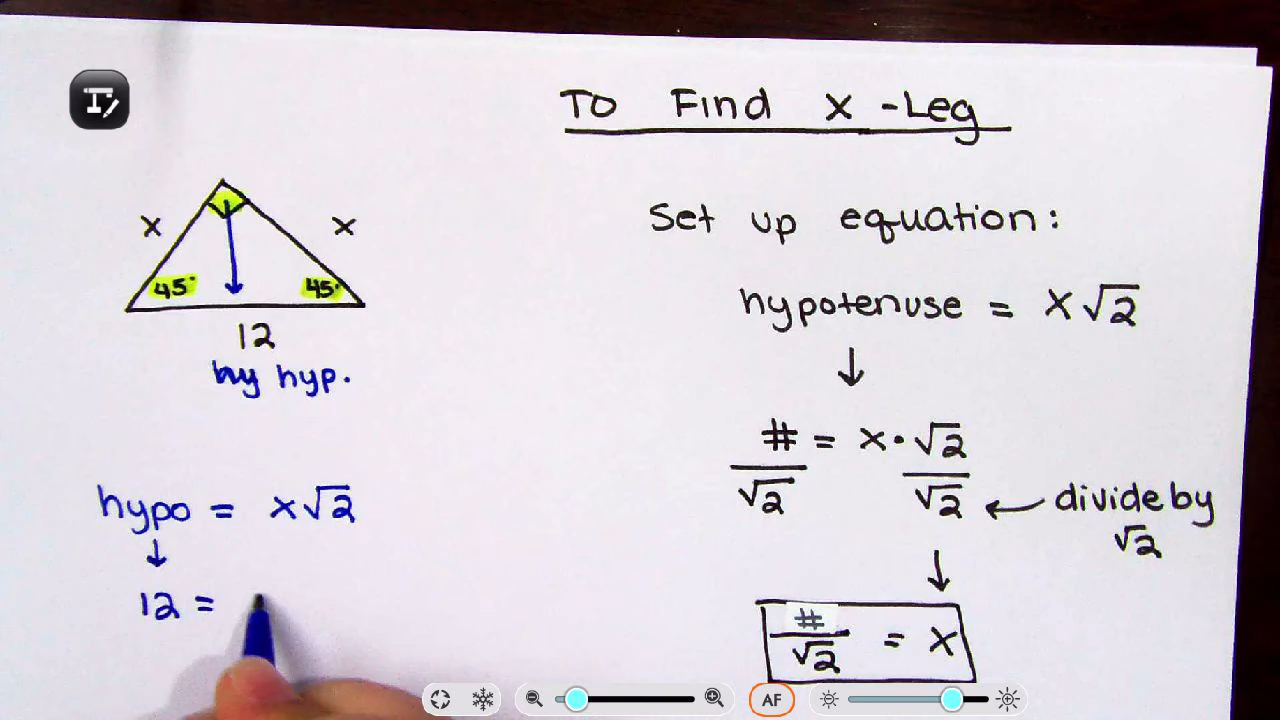 TO Find x - Leg
x
x
45°
45°
12
hyp.
Set up equation:
hypotenuse = x√2
↓
# = x • √2
√2 √2 ← divide by √2
↓
#/√2 = x
hypo = x√2
↓
12 =
AF